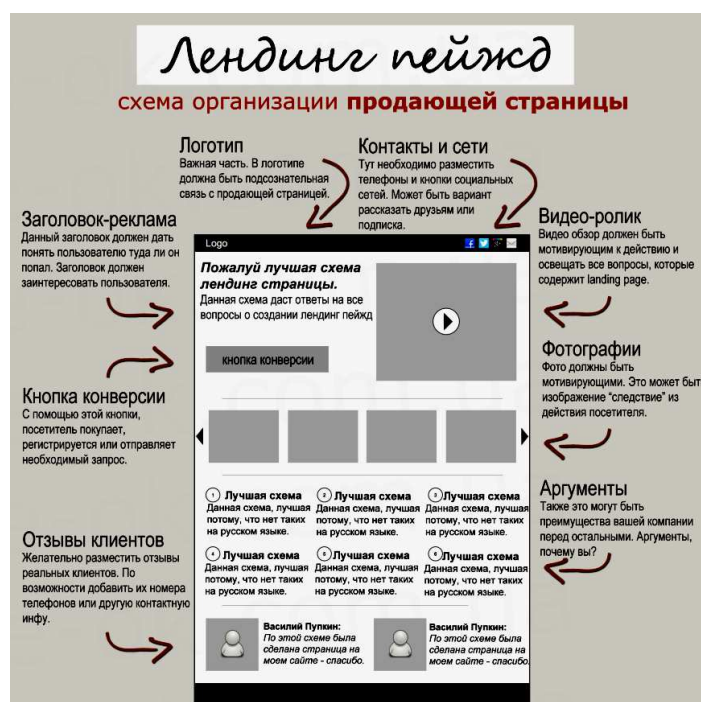 Лендинг пейжд
схема организации продающей страницы
Логотип
Важная часть. В логотипе
должна быть подсознательная
связь с продающей страницей.
Контакты и сети
Тут необходимо разместить
телефоны и кнопки социальных
сетей. Может быть вариант
рассказать друзьям или
подписка.
Заголовок-реклама
Данный заголовок должен дать
понять пользователю туда ли он
попал. Заголовок должен
заинтересовать пользователя.
Видео-ролик
Видео обзор должен быть
мотивирующим к действию и
освещать все вопросы, которые
содержит landing page.
Logo
Пожалуй лучшая схема
лендинг страницы.
Данная схема даст ответы на все
вопросы о создании лендинг пейжд
кнопка конверсии
Кнопка конверсии
С помощью этой кнопки,
посетитель покупает,
регистрируется или отправляет
необходимый запрос.
Фотографии
Фото должны быть
мотивирующими. Это может быт
изображение “следствие” из
действия посетителя.
1 Лучшая схема
Данная схема, лучшая
потому, что нет таких
на русском языке.
2 Лучшая схема
Данная схема, лучшая
потому, что нет таких
на русском языке.
3 Лучшая схема
Данная схема, лучшая
потому, что нет таких
на русском языке.
4 Лучшая схема
Данная схема, лучшая
потому, что нет таких
на русском языке.
5 Лучшая схема
Данная схема, лучшая
потому, что нет таких
на русском языке.
6 Лучшая схема
Данная схема, лучшая
потому, что нет таких
на русском языке.
Аргументы
Также это могут быть
преимущества вашей компании
перед остальными. Аргументы,
почему вы?
Отзывы клиентов
Желательно разместить отзывы
реальных клиентов. По
возможности добавить их номера
телефонов или другую контактную
инфу.
Василий Пупкин:
По этой схеме была
сделана страница на
моем сайте - спасибо.
Василий Пупкин:
По этой схеме была
сделана страница на
моем сайте - спасибо.